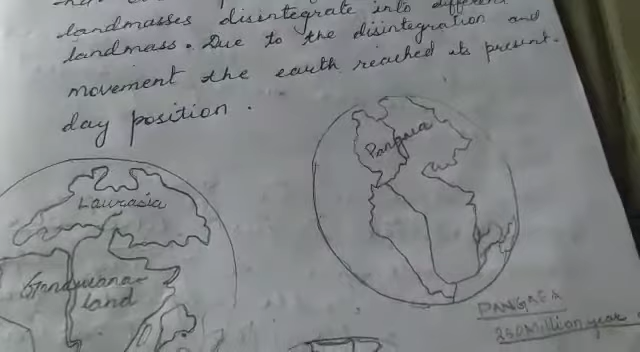 landmasses disintegrate into different
landmass. Due to the disintegration and
movement the earth reached its present-
day position.
Pangaea
Laurasia
Gondwana-
land
PANGAEA
250 Million year